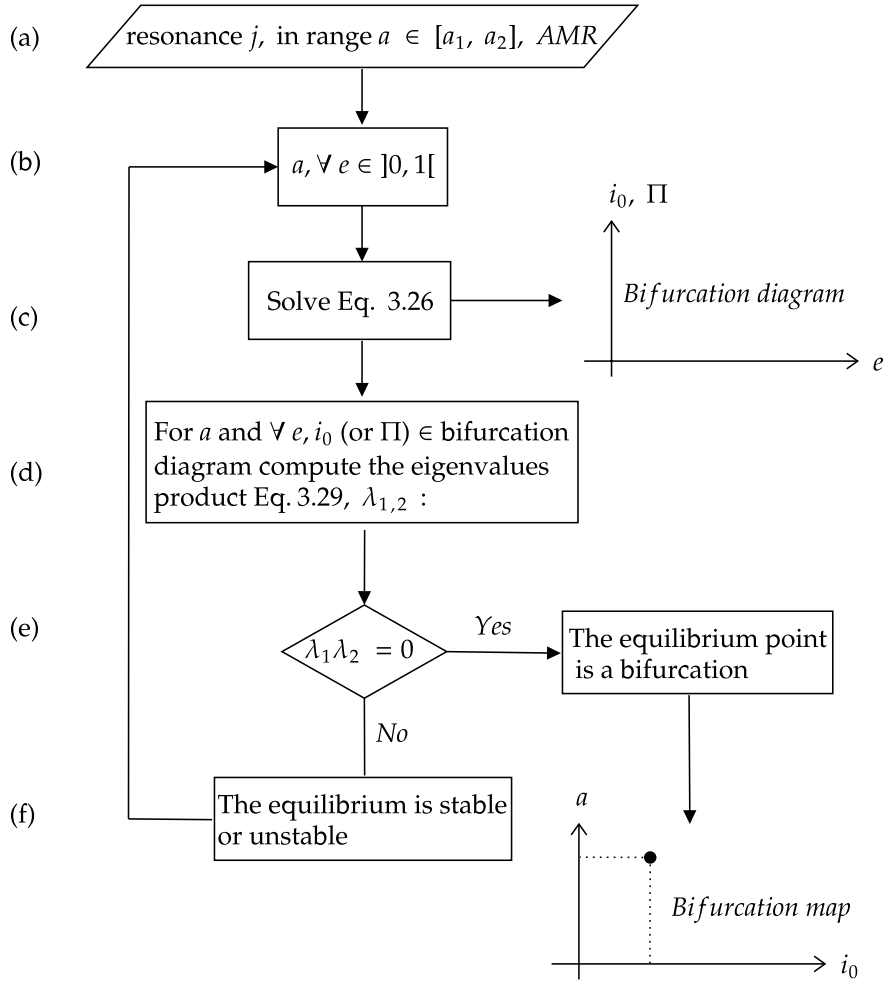 (a)
resonance j, in range a ∈ [a₁, a₂], AMR
(b)
a, ∀ e ∈ ]0, 1[
i₀, Π
(c)
Solve Eq. 3.26
Bifurcation diagram
e
(d)
For a and ∀ e, i₀ (or Π) ∈ bifurcation
diagram compute the eigenvalues
product Eq. 3.29, λ₁,₂ :
(e)
λ₁λ₂ = 0
Yes
The equilibrium point
is a bifurcation
No
(f)
The equilibrium is stable
or unstable
a
Bifurcation map
i₀